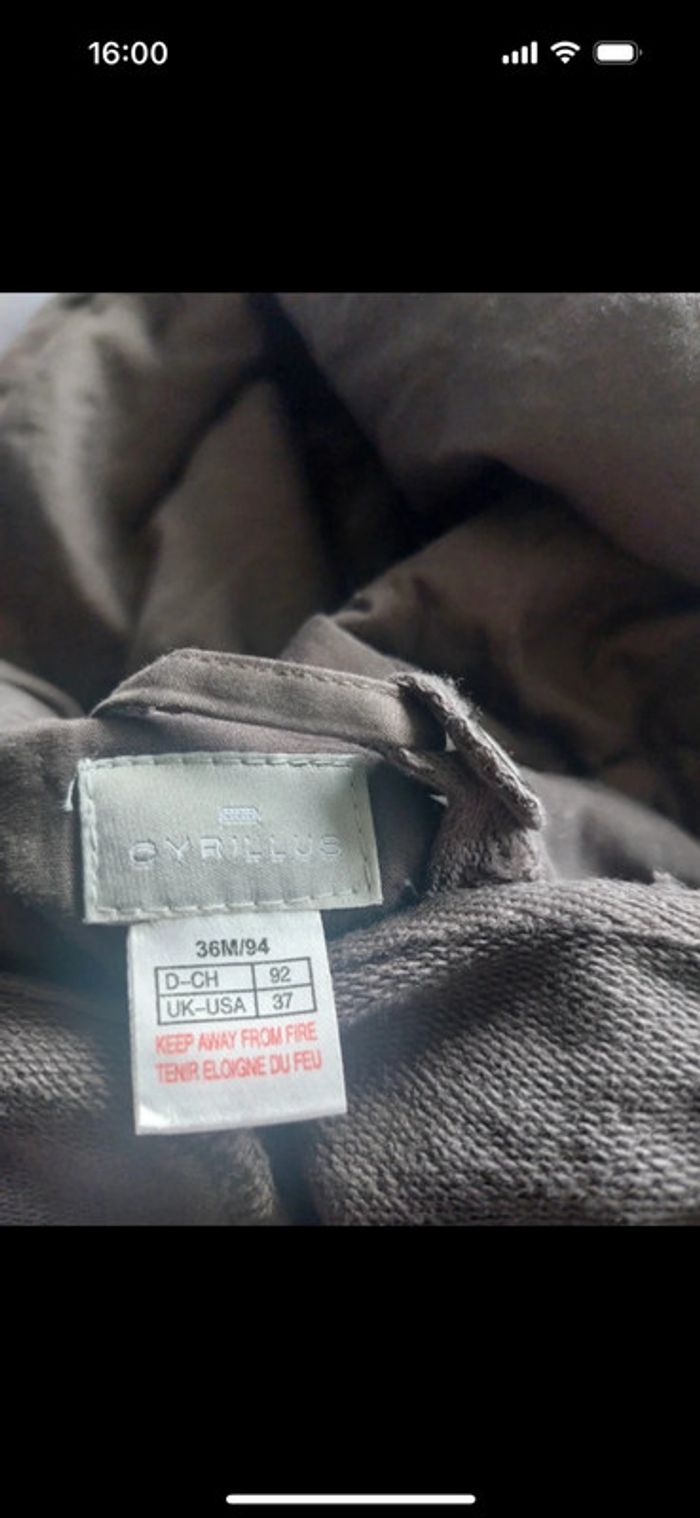 16:00
CYRILLUS
36M/94
D-CH 92
UK-USA 37
KEEP AWAY FROM FIRE
TENIR ELOIGNE DU FEU